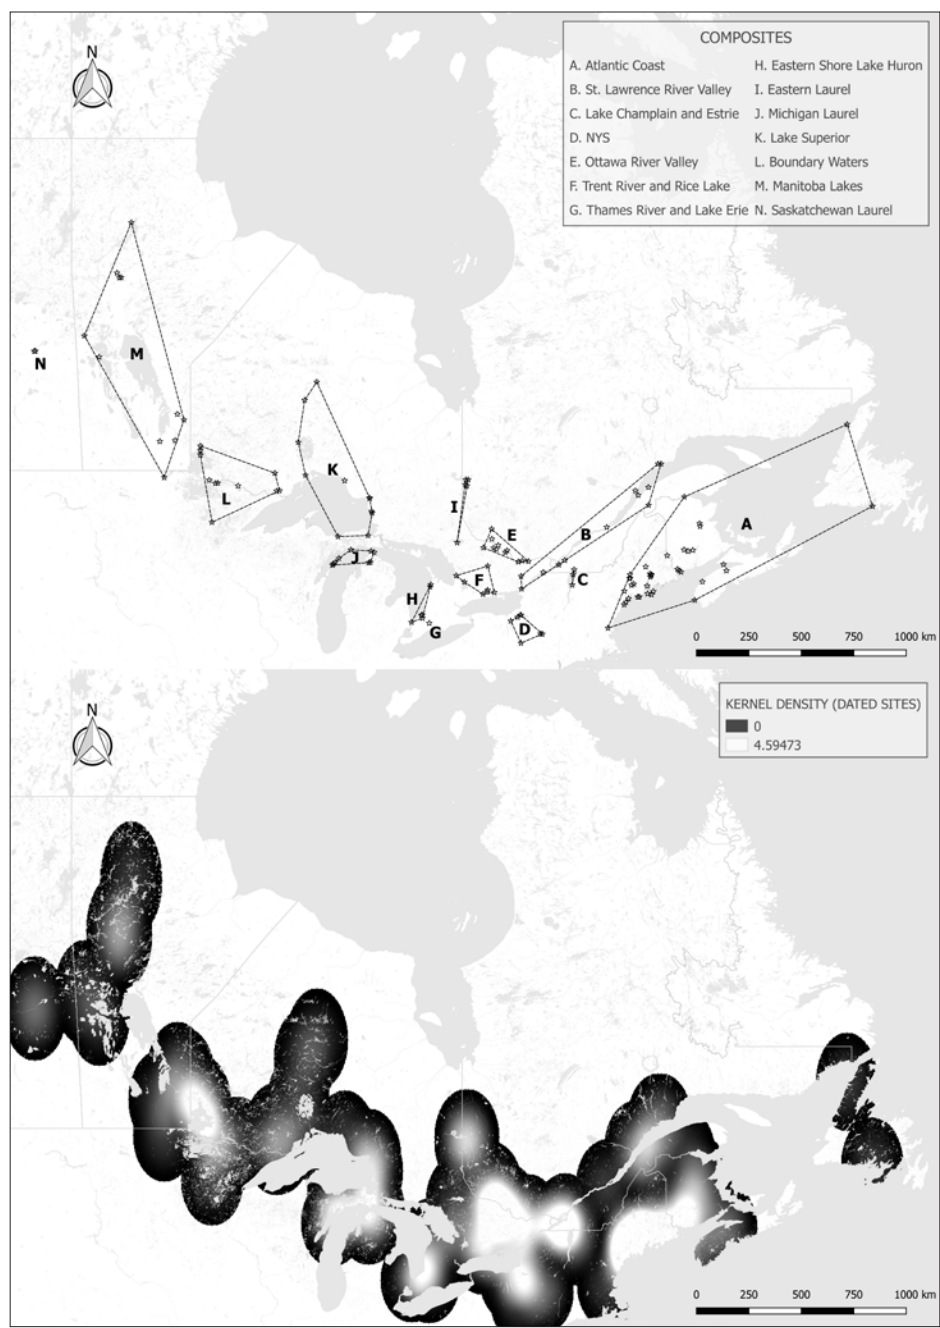 N
COMPOSITES
A. Atlantic Coast
B. St. Lawrence River Valley
C. Lake Champlain and Estrie
D. NYS
E. Ottawa River Valley
F. Trent River and Rice Lake
G. Thames River and Lake Erie
H. Eastern Shore Lake Huron
I. Eastern Laurel
J. Michigan Laurel
K. Lake Superior
L. Boundary Waters
M. Manitoba Lakes
N. Saskatchewan Laurel
M
N
K
L
I
A
E
B
J
F
C
H
G
D
0 250 500 750 1000 km
N
KERNEL DENSITY (DATED SITES)
0
4.59473
0 250 500 750 1000 km